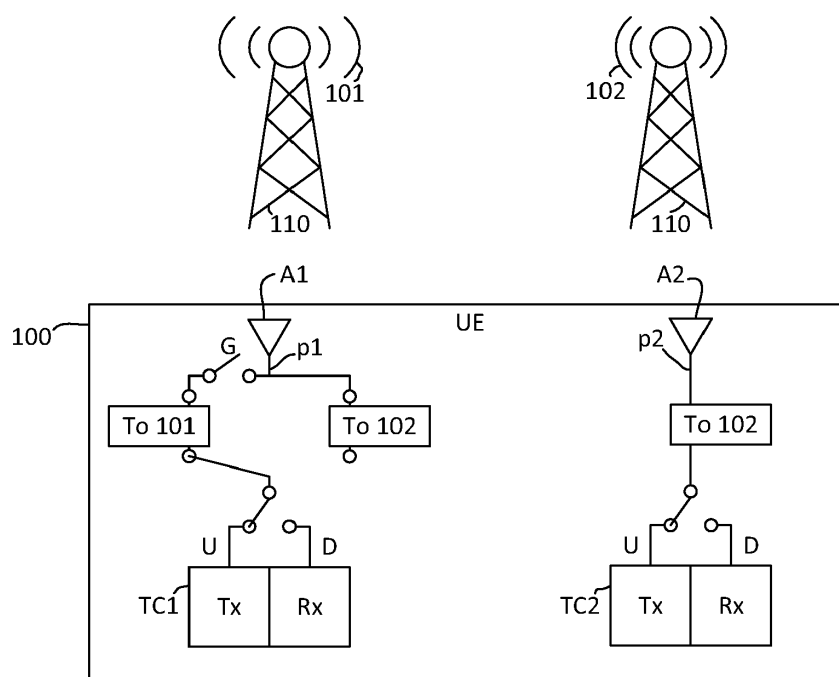 101
102
110
110
A1
A2
100
UE
G
p1
p2
To 101
To 102
To 102
U
D
U
D
TC1
Tx
Rx
TC2
Tx
Rx